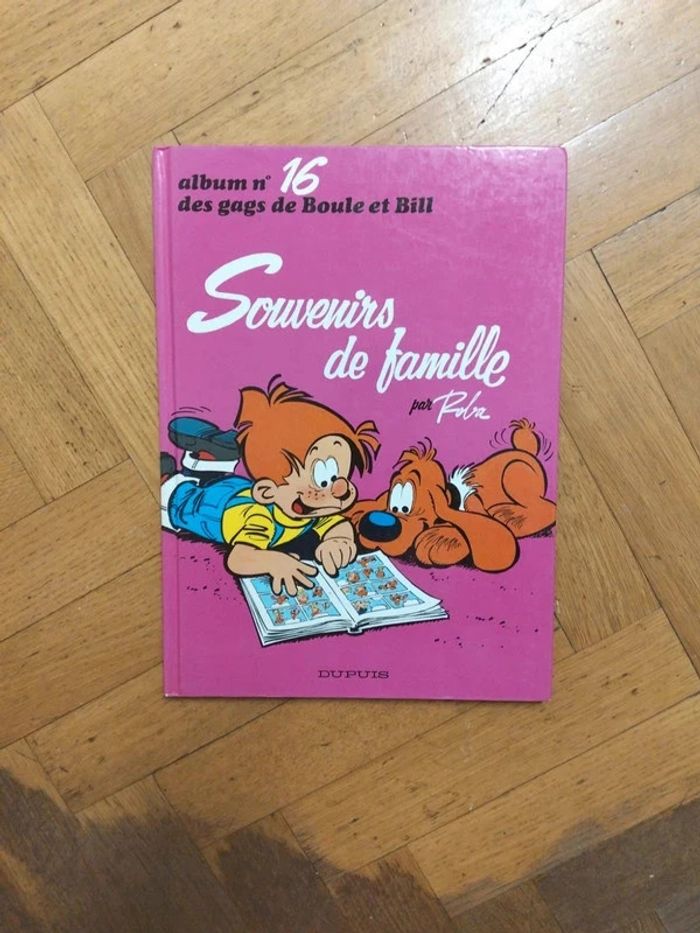 album n° 16
des gags de Boule et Bill
Souvenirs
de famille
par Roba
DUPUIS